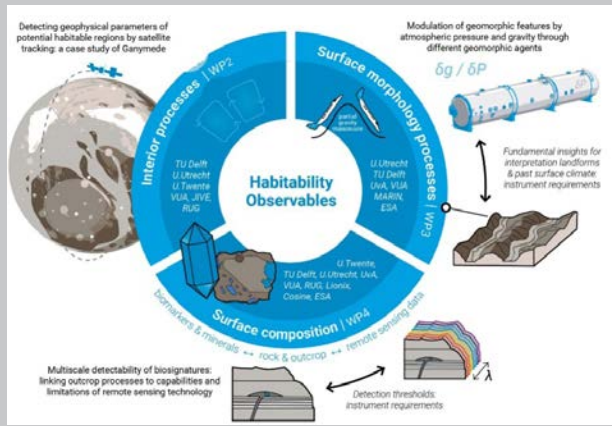 Detecting geophysical parameters of
potential habitable regions by satellite
tracking: a case study of Ganymede
Modulation of geomorphic features by
atmospheric pressure and gravity through
different geomorphic agents
δg / δP
Interior processes | WP2
TU Delft
U.Utrecht
U.Twente
VUA, JIVE,
RUG
Surface morphology processes | WP3
partial
gravity
manoeuvre
U.Utrecht
TU Delft
UvA, VUA
MARIN,
ESA
Habitability
Observables
Fundamental insights for
interpretation landforms
& past surface climate:
instrument requirements
U.Twente,
TU Delft, U.Utrecht, UvA,
VUA, RUG, Lionix,
Cosine, ESA
Surface composition | WP4
biomarkers & minerals ↔ rock & outcrop ↔ remote sensing data
Multiscale detectability of biosignatures:
linking outcrop processes to capabilities and
limitations of remote sensing technology
λ
Detection thresholds:
instrument requirements